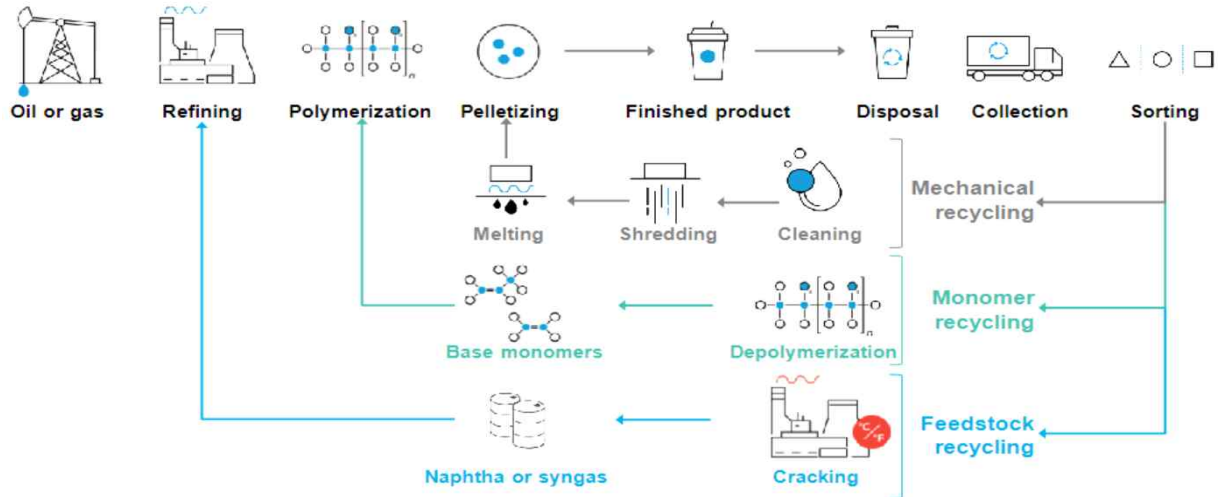 Oil or gas
Refining
Polymerization
Pelletizing
Finished product
Disposal
Collection
Sorting
Melting
Shredding
Cleaning
Mechanical
recycling
Base monomers
Depolymerization
Monomer
recycling
°C/°F
Naphtha or syngas
Cracking
Feedstock
recycling